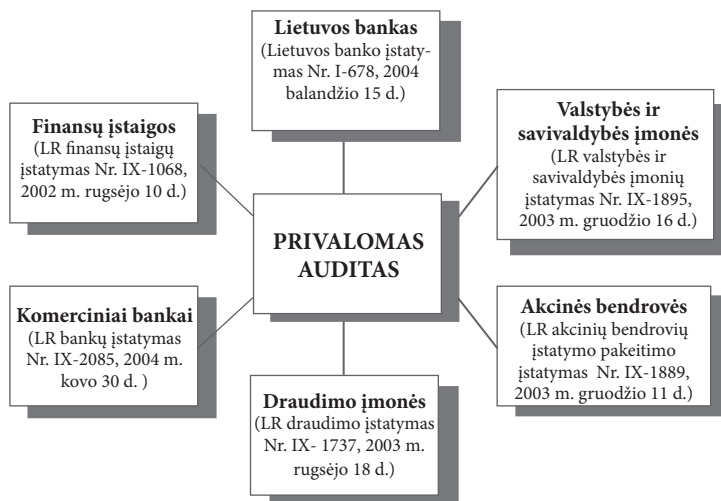 Lietuvos bankas
(Lietuvos banko įstaty-
mas Nr. I-678, 2004
balandžio 15 d.)
Finansų įstaigos
(LR finansų įstaigų
įstatymas Nr. IX-1068,
2002 m. rugsėjo 10 d.)
Valstybės ir
savivaldybės įmonės
(LR valstybės ir
savivaldybės įmonių
įstatymas Nr. IX-1895,
2003 m. gruodžio 16 d.)
PRIVALOMAS
AUDITAS
Komerciniai bankai
(LR bankų įstatymas
Nr. IX-2085, 2004 m.
kovo 30 d. )
Akcinės bendrovės
(LR akcinių bendrovių
įstatymo pakeitimo
įstatymas Nr. IX-1889,
2003 m. gruodžio 11 d.)
Draudimo įmonės
(LR draudimo įstatymas
Nr. IX- 1737, 2003 m.
rugsėjo 18 d.)